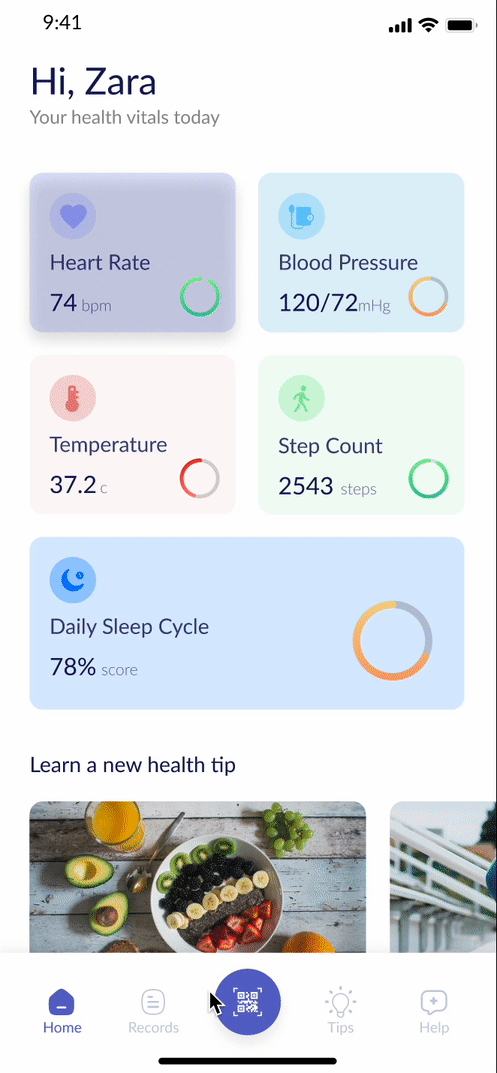 9:41
Hi, Zara
Your health vitals today
Heart Rate
74 bpm
Blood Pressure
120/72mHg
Temperature
37.2 c
Step Count
2543 steps
Daily Sleep Cycle
78% score
Learn a new health tip
Home
Records
Tips
Help